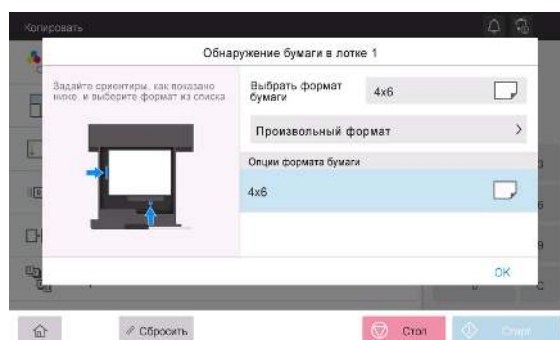 Копировать
Обнаружение бумаги в лотке 1
Задайте ориентиры, как показано
ниже, и выберите формат из списка
Выбрать формат
бумаги
4x6
Произвольный формат
Опции формата бумаги
4x6
OK
Сбросить
Стоп
Старт